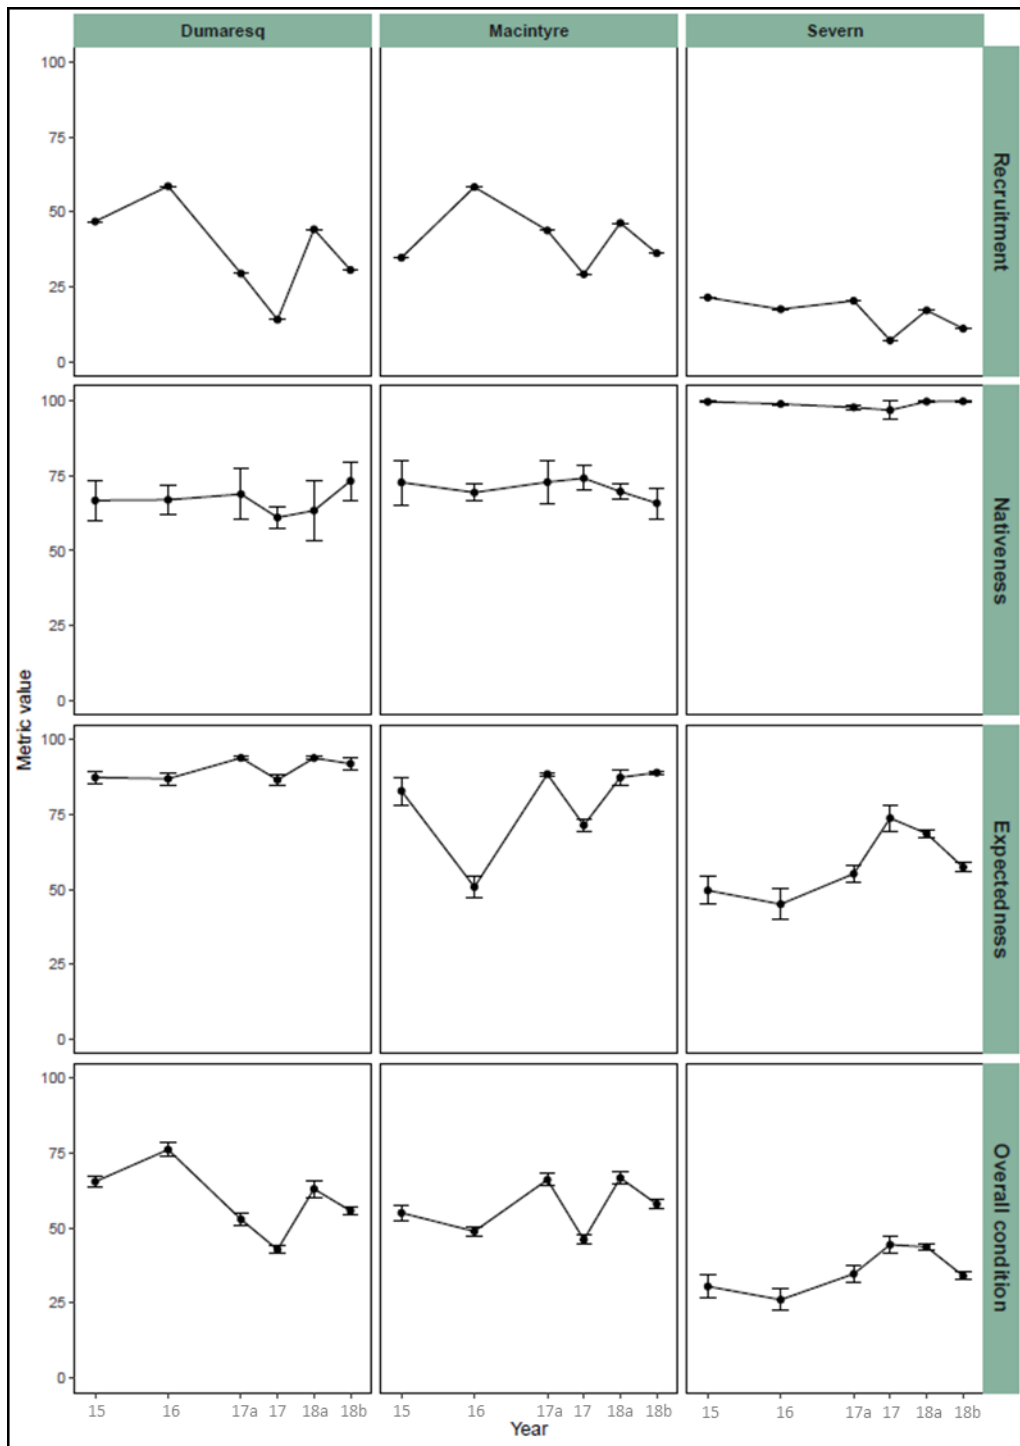 Dumaresq Macintyre Severn
100
75
50
25
0
Recruitment
100
75
50
25
0
Nativeness
Metric value
100
75
50
25
0
Expectedness
100
75
50
25
0
Overall condition
15 16 17a 17 18a 18b 15 16 17a 17 18a 18b 15 16 17a 17 18a 18b
Year